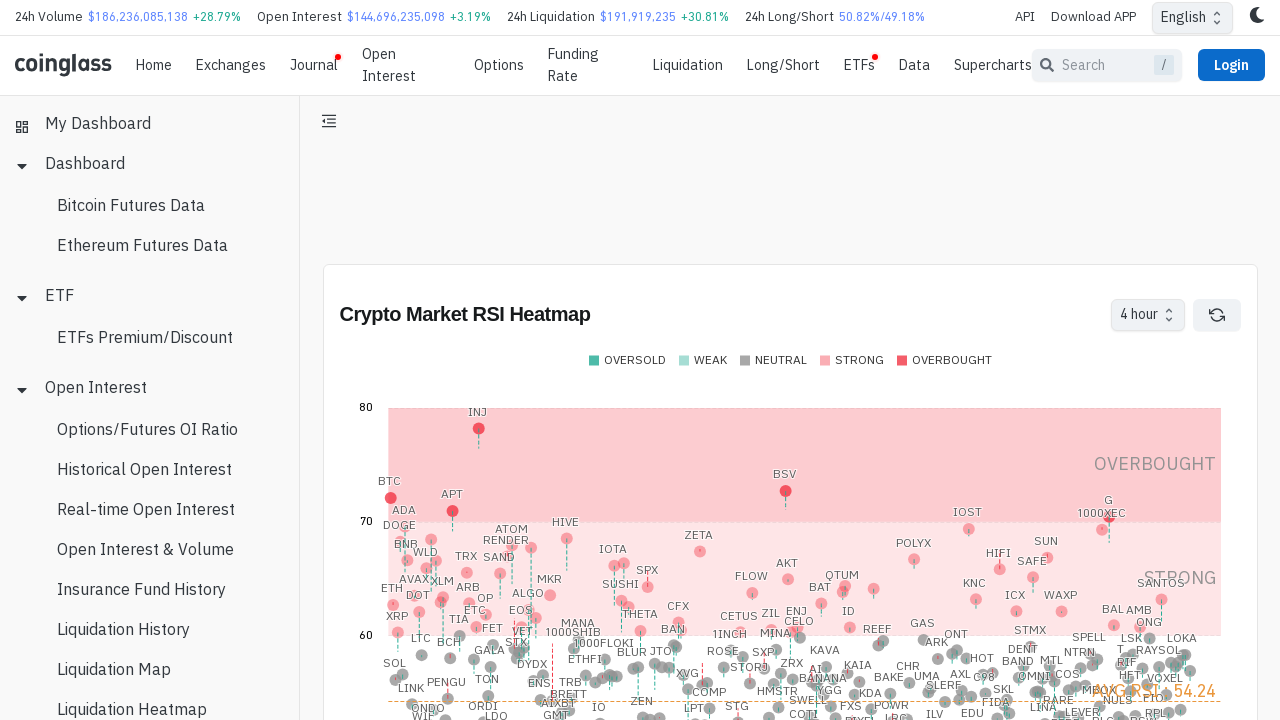 24h Volume $186,236,085,138 +28.79% Open Interest $144,696,235,098 +3.19% 24h Liquidation $191,919,235 +30.81% 24h Long/Short 50.82%/49.18% API Download APP English
coinglass Home Exchanges Journal Open Interest Options Funding Rate Liquidation Long/Short ETFs Data Supercharts Search / Login
My Dashboard
Dashboard
Bitcoin Futures Data
Ethereum Futures Data
ETF
ETFs Premium/Discount
Open Interest
Options/Futures OI Ratio
Historical Open Interest
Real-time Open Interest
Open Interest & Volume
Insurance Fund History
Liquidation History
Liquidation Map
Liquidation Heatmap
Crypto Market RSI Heatmap 4 hour
OVERSOLD WEAK NEUTRAL STRONG OVERBOUGHT
80
INJ
OVERBOUGHT
BTC APT BSV
ADA G
IOST 1000XEC
70
DOGE ATOM HIVE
RENDER ZETA POLYX SUN
BNB WLD TRX SAND IOTA HIFI
AKT SAFE
SPX FLOW QTUM STRONG
AVAX XLM MKR SUSHI KNC SANTOS
ETH DOT ARB OP ALGO BAT ICX WAXP
XRP ETC EOS CFX ENJ ID BAL AMB
TIA THETA CETUS ZIL CELO GAS ONG
FET VET MANA BAN REEF STMX
60
LTC BCH STX 1000SHIB 1INCH MINA ARK ONT SPELL LSK LOKA
GALA 1000FLOKI BLUR JTO ROSE SXP KAVA DENT NTRN RAYSOL
SOL DYDX ETHFI STORJ ZRX KAIA CHR HOT BAND MTL RIF
LINK PENGU TON BNS TRB XVG BANANA BAKE UMA AXL C98 OMNI COS HFT VOXEL
BRETT COMP HMSTR YGG KDA SLERF SKL AVG RSI : 54.24
ORDI AIXBT IO ZEN LPT STG SWELL FXS POWR FIDA RARE NULS
LDO GMT ILV EDU LINA LEVER